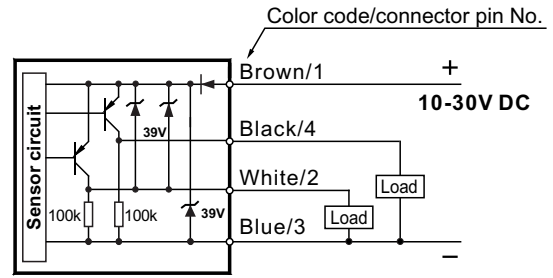 Color code/connector pin No.
Brown/1
+
10-30V DC
Black/4
39V
White/2
Load
Load
Sensor circuit
100k
100k
39V
Blue/3
–